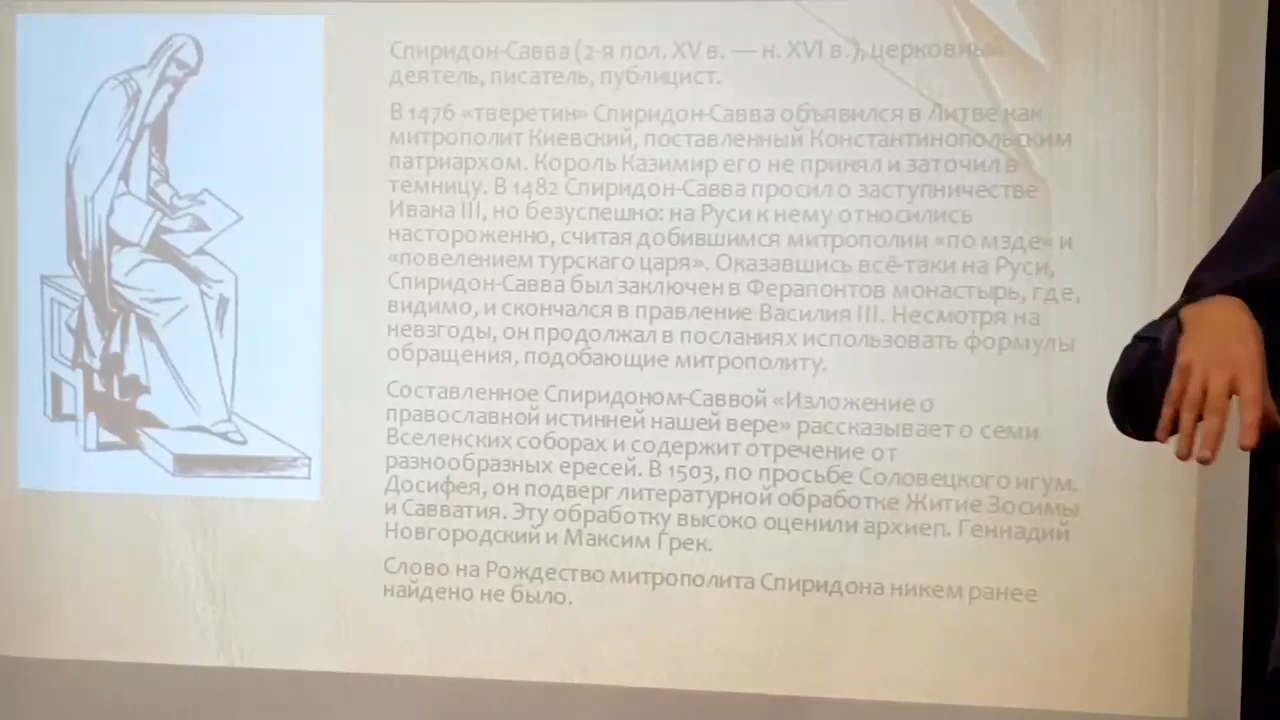 Спиридон-Савва (2-я пол. XV в. — н. XVI в.), церковный
деятель, писатель, публицист.
В 1476 «тверетин» Спиридон-Савва объявился в Литве как
митрополит Киевский, поставленный Константинопольским
патриархом. Король Казимир его не принял и заточил в
темницу. В 1482 Спиридон-Савва просил о заступничестве
Ивана III, но безуспешно: на Руси к нему относились
настороженно, считая добившимся митрополии «по мзде» и
«повелением турскаго царя». Оказавшись всё-таки на Руси,
Спиридон-Савва был заключен в Ферапонтов монастырь, где,
видимо, и скончался в правление Василия III. Несмотря на
невзгоды, он продолжал в посланиях использовать формулы
обращения, подобающие митрополиту.
Составленное Спиридоном-Саввой «Изложение о
православной истинней нашей вере» рассказывает о семи
Вселенских соборах и содержит отречение от
разнообразных ересей. В 1503, по просьбе Соловецкого игум.
Досифея, он подверг литературной обработке Житие Зосимы
и Савватия. Эту обработку высоко оценили архиеп. Геннадий
Новгородский и Максим Грек.
Слово на Рождество митрополита Спиридона никем ранее
найдено не было.